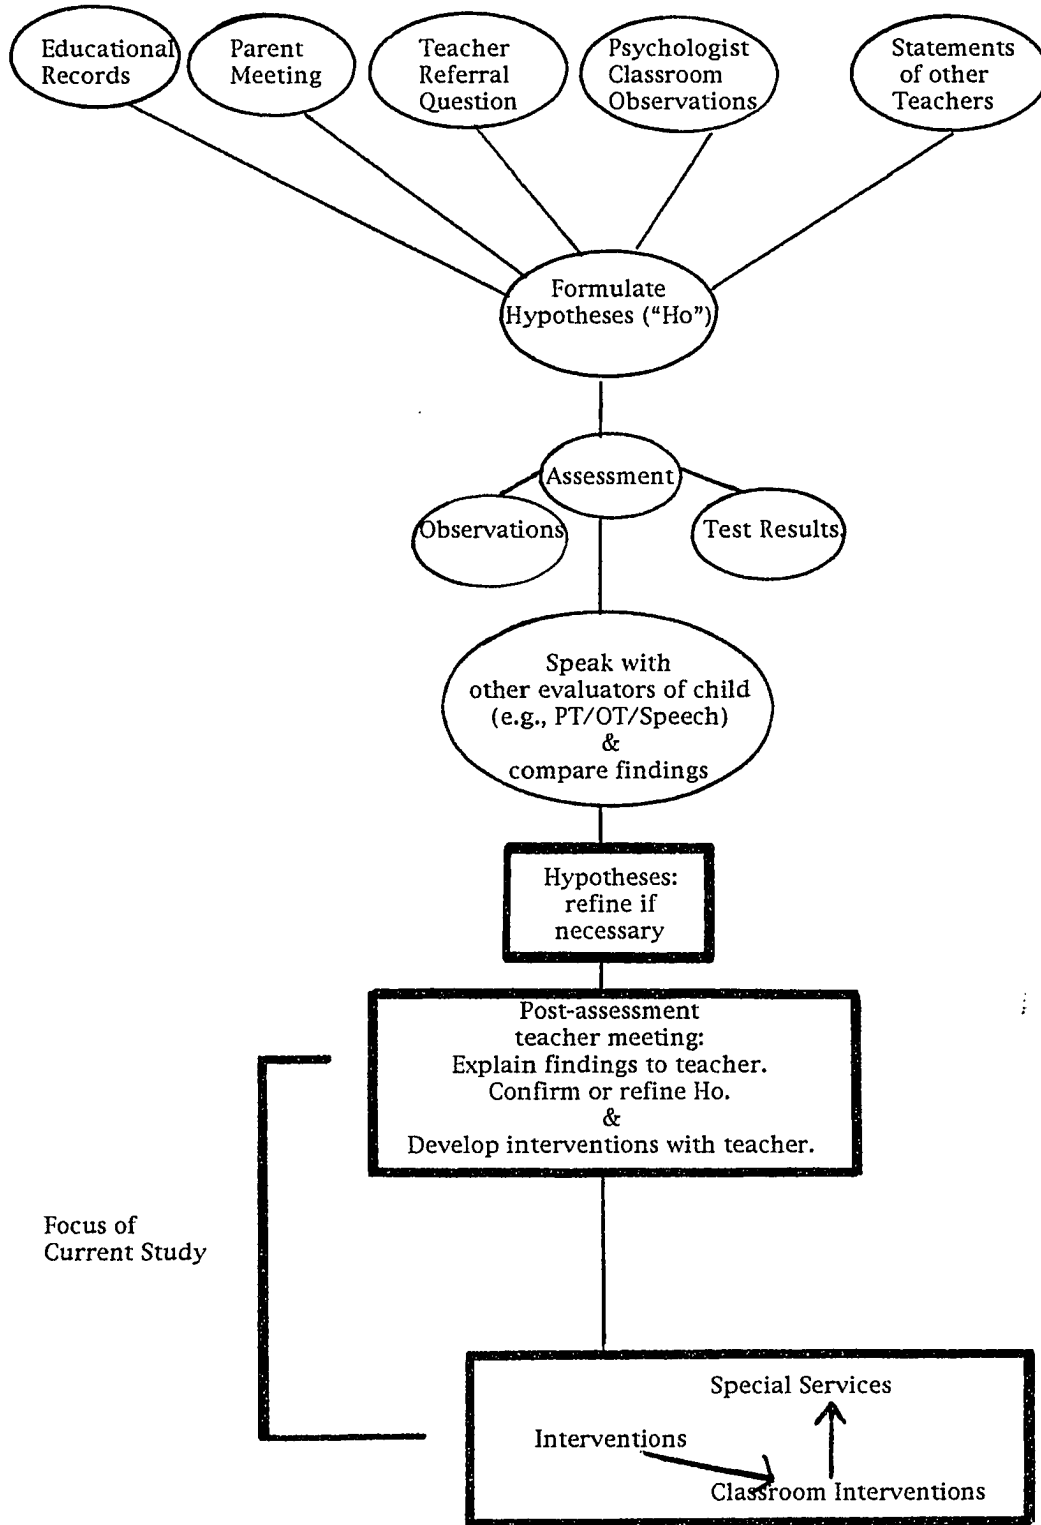 Educational
Records
Parent
Meeting
Teacher
Referral
Question
Psychologist
Classroom
Observations
Statements
of other
Teachers
Formulate
Hypotheses (“Ho”)
Assessment
Observations
Test Results
Speak with
other evaluators of child
(e.g., PT/OT/Speech)
&
compare findings
Hypotheses:
refine if
necessary
Post-assessment
teacher meeting:
Explain findings to teacher.
Confirm or refine Ho.
&
Develop interventions with teacher.
Focus of
Current Study
Special Services
Interventions
Classroom Interventions